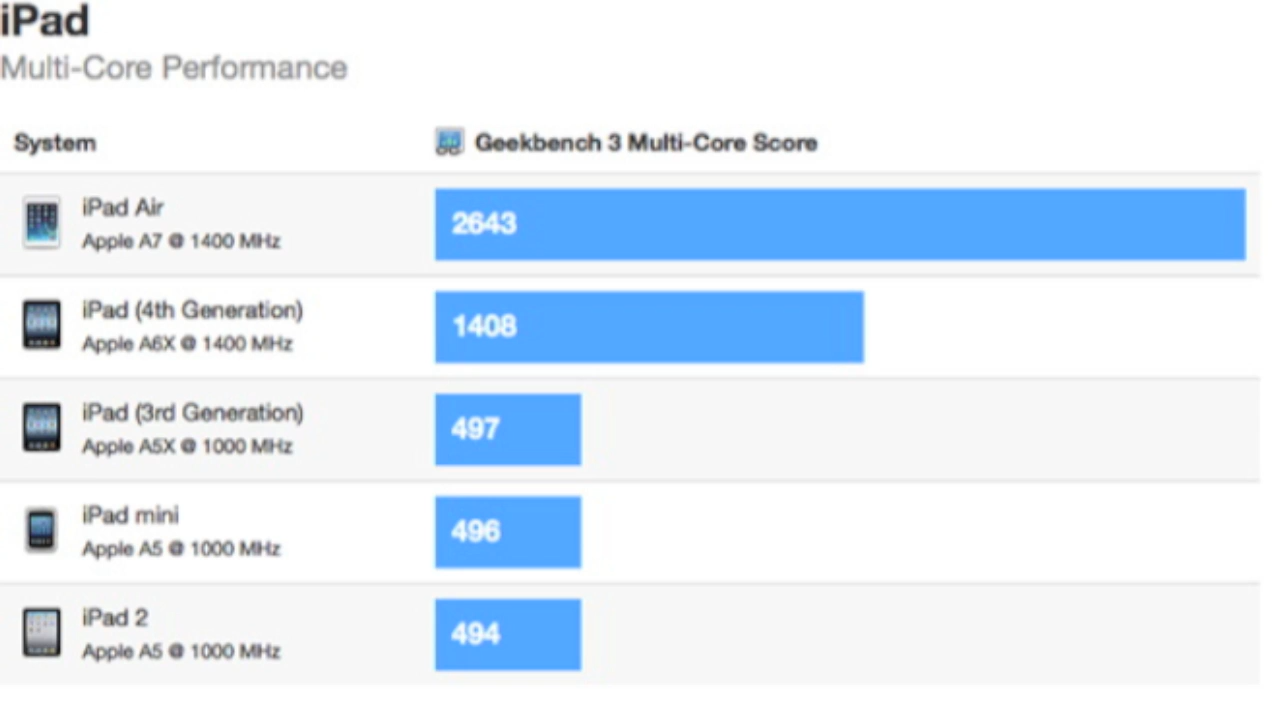 iPad
Multi-Core Performance
System
Geekbench 3 Multi-Core Score
iPad Air
Apple A7 @ 1400 MHz
2643
iPad (4th Generation)
Apple A6X @ 1400 MHz
1408
iPad (3rd Generation)
Apple A5X @ 1000 MHz
497
iPad mini
Apple A5 @ 1000 MHz
496
iPad 2
Apple A5 @ 1000 MHz
494